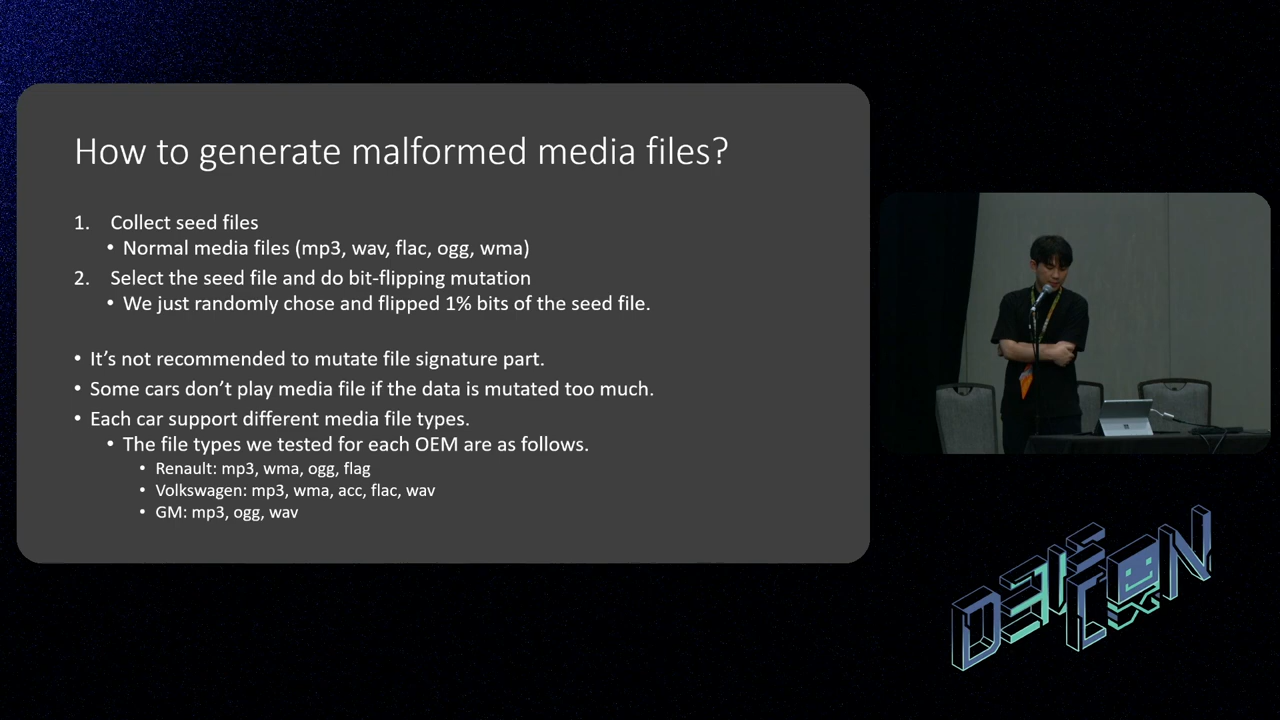 How to generate malformed media files?
1. Collect seed files
• Normal media files (mp3, wav, flac, ogg, wma)
2. Select the seed file and do bit-flipping mutation
• We just randomly chose and flipped 1% bits of the seed file.
• It's not recommended to mutate file signature part.
• Some cars don't play media file if the data is mutated too much.
• Each car support different media file types.
• The file types we tested for each OEM are as follows.
• Renault: mp3, wma, ogg, flag
• Volkswagen: mp3, wma, acc, flac, wav
• GM: mp3, ogg, wav
DEF CON